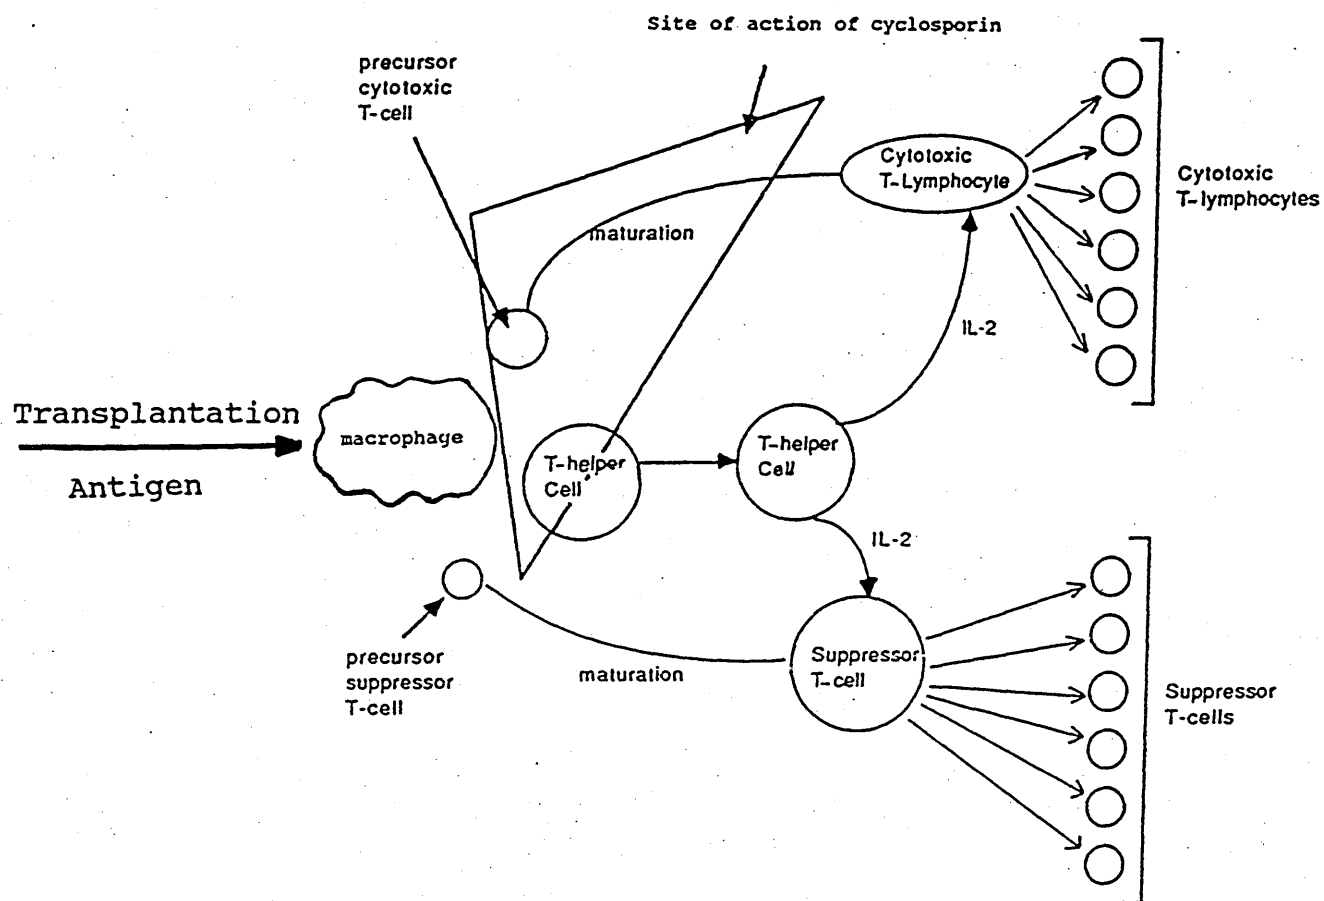 Site of action of cyclosporin
precursor
cytotoxic
T-cell
Cytotoxic
T-Lymphocyte
Cytotoxic
T-lymphocytes
maturation
IL-2
Transplantation
Antigen
macrophage
T-helper
Cell
T-helper
Cell
IL-2
precursor
suppressor
T-cell
maturation
Suppressor
T-cell
Suppressor
T-cells